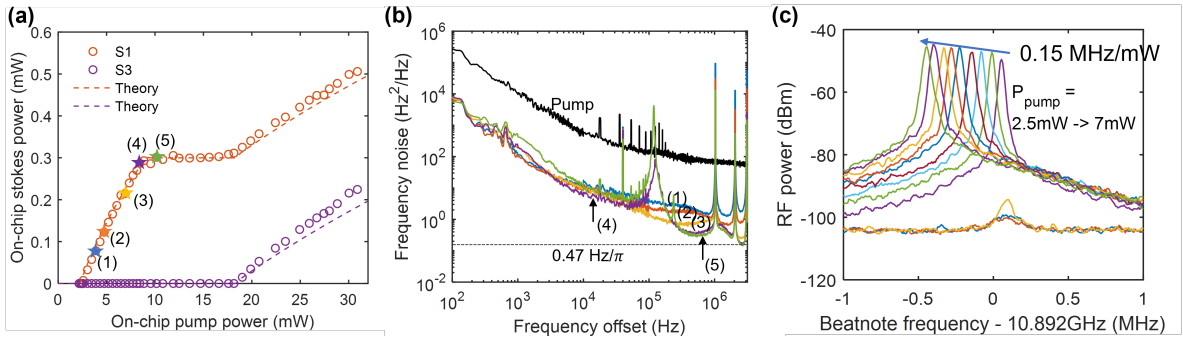 (a)
0.6
0.5
0.4
0.3
0.2
0.1
0
On-chip stokes power (mW)
S1
S3
Theory
Theory
(4)
(5)
(3)
(2)
(1)
0 5 10 15 20 25 30
On-chip pump power (mW)
(b)
10^6
10^4
10^2
10^0
10^-2
Frequency noise (Hz^2/Hz)
Pump
(1)
(2)
(3)
(4)
(5)
0.47 Hz/π
10^2 10^3 10^4 10^5 10^6
Frequency offset (Hz)
(c)
-40
-60
-80
-100
-120
RF power (dBm)
0.15 MHz/mW
P_pump =
2.5mW -> 7mW
-1 -0.5 0 0.5 1
Beatnote frequency - 10.892GHz (MHz)